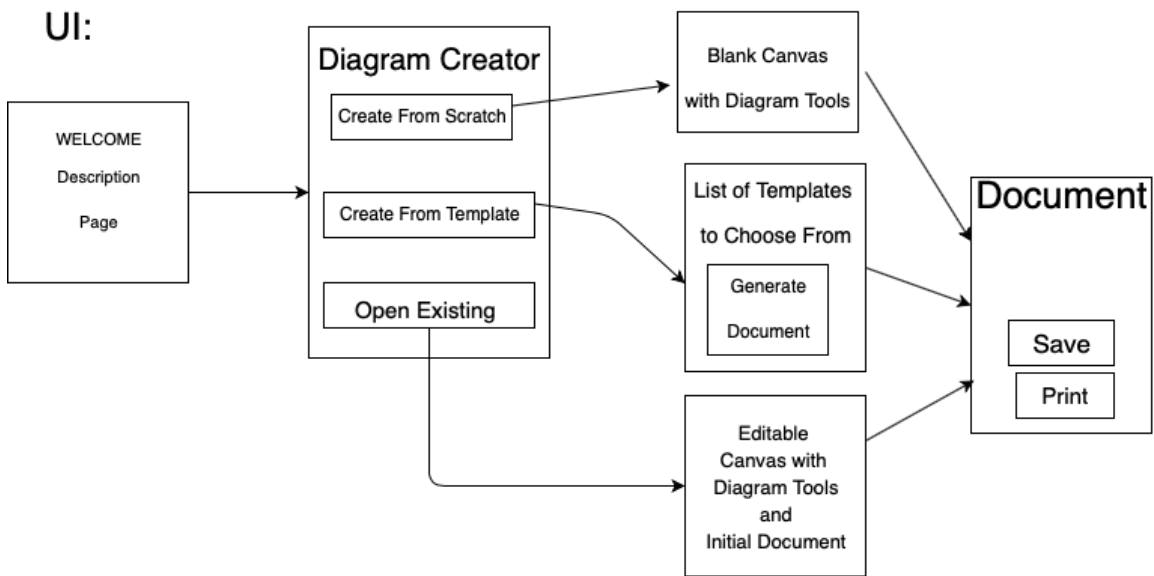 UI:
WELCOME
Description
Page
Diagram Creator
Create From Scratch
Create From Template
Open Existing
Blank Canvas
with Diagram Tools
List of Templates
to Choose From
Generate
Document
Editable
Canvas with
Diagram Tools
and
Initial Document
Document
Save
Print